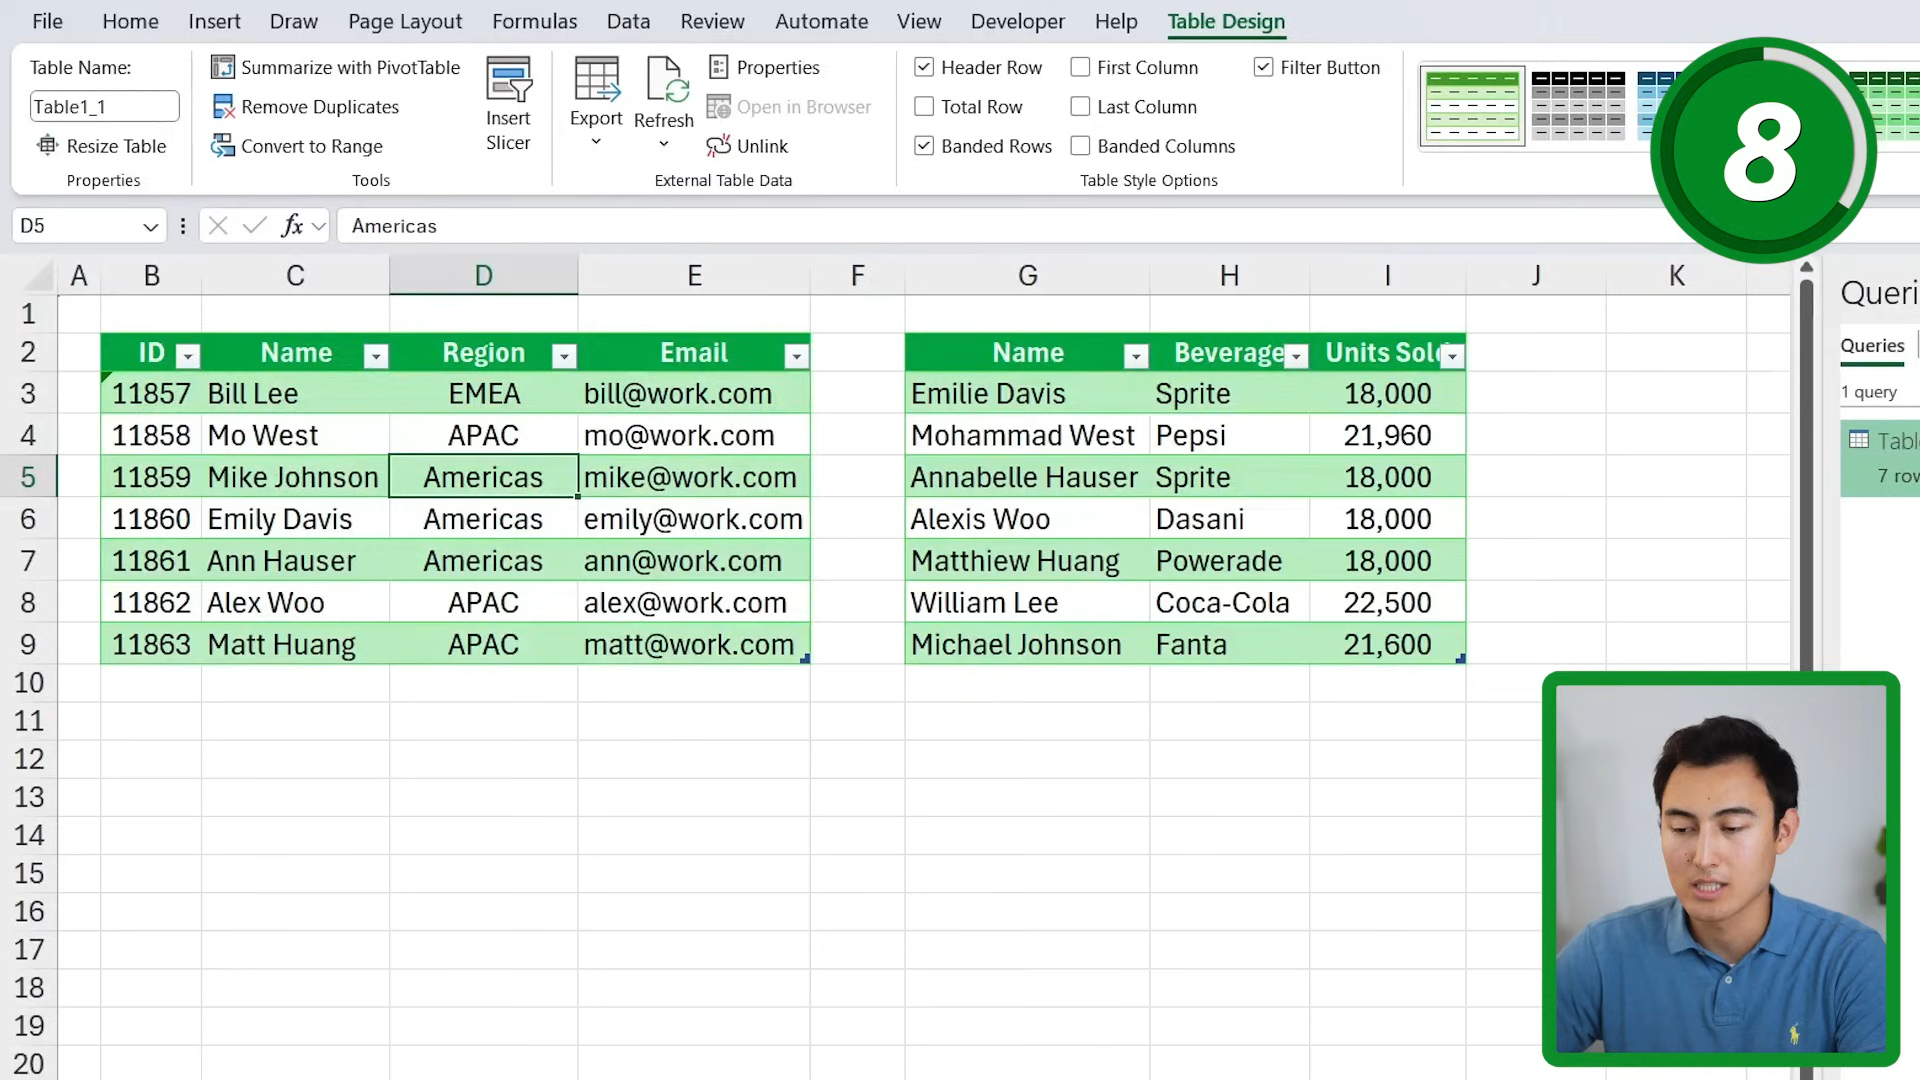 File Home Insert Draw Page Layout Formulas Data Review Automate View Developer Help Table Design
Table Name:
Table1_1
Resize Table
Properties
Summarize with PivotTable
Remove Duplicates
Convert to Range
Tools
Insert
Slicer
Export
Refresh
Properties
Open in Browser
Unlink
External Table Data
Header Row First Column Filter Button
Total Row Last Column
Banded Rows Banded Columns
Table Style Options
8
D5 fx Americas
A B C D E F G H I J K
1
2 ID Name Region Email Name Beverage Units Sol
3 11857 Bill Lee EMEA bill@work.com Emilie Davis Sprite 18,000
4 11858 Mo West APAC mo@work.com Mohammad West Pepsi 21,960
5 11859 Mike Johnson Americas mike@work.com Annabelle Hauser Sprite 18,000
6 11860 Emily Davis Americas emily@work.com Alexis Woo Dasani 18,000
7 11861 Ann Hauser Americas ann@work.com Matthiew Huang Powerade 18,000
8 11862 Alex Woo APAC alex@work.com William Lee Coca-Cola 22,500
9 11863 Matt Huang APAC matt@work.com Michael Johnson Fanta 21,600
10
11
12
13
14
15
16
17
18
19
20
Queri
Queries
1 query
Tabl
7 row